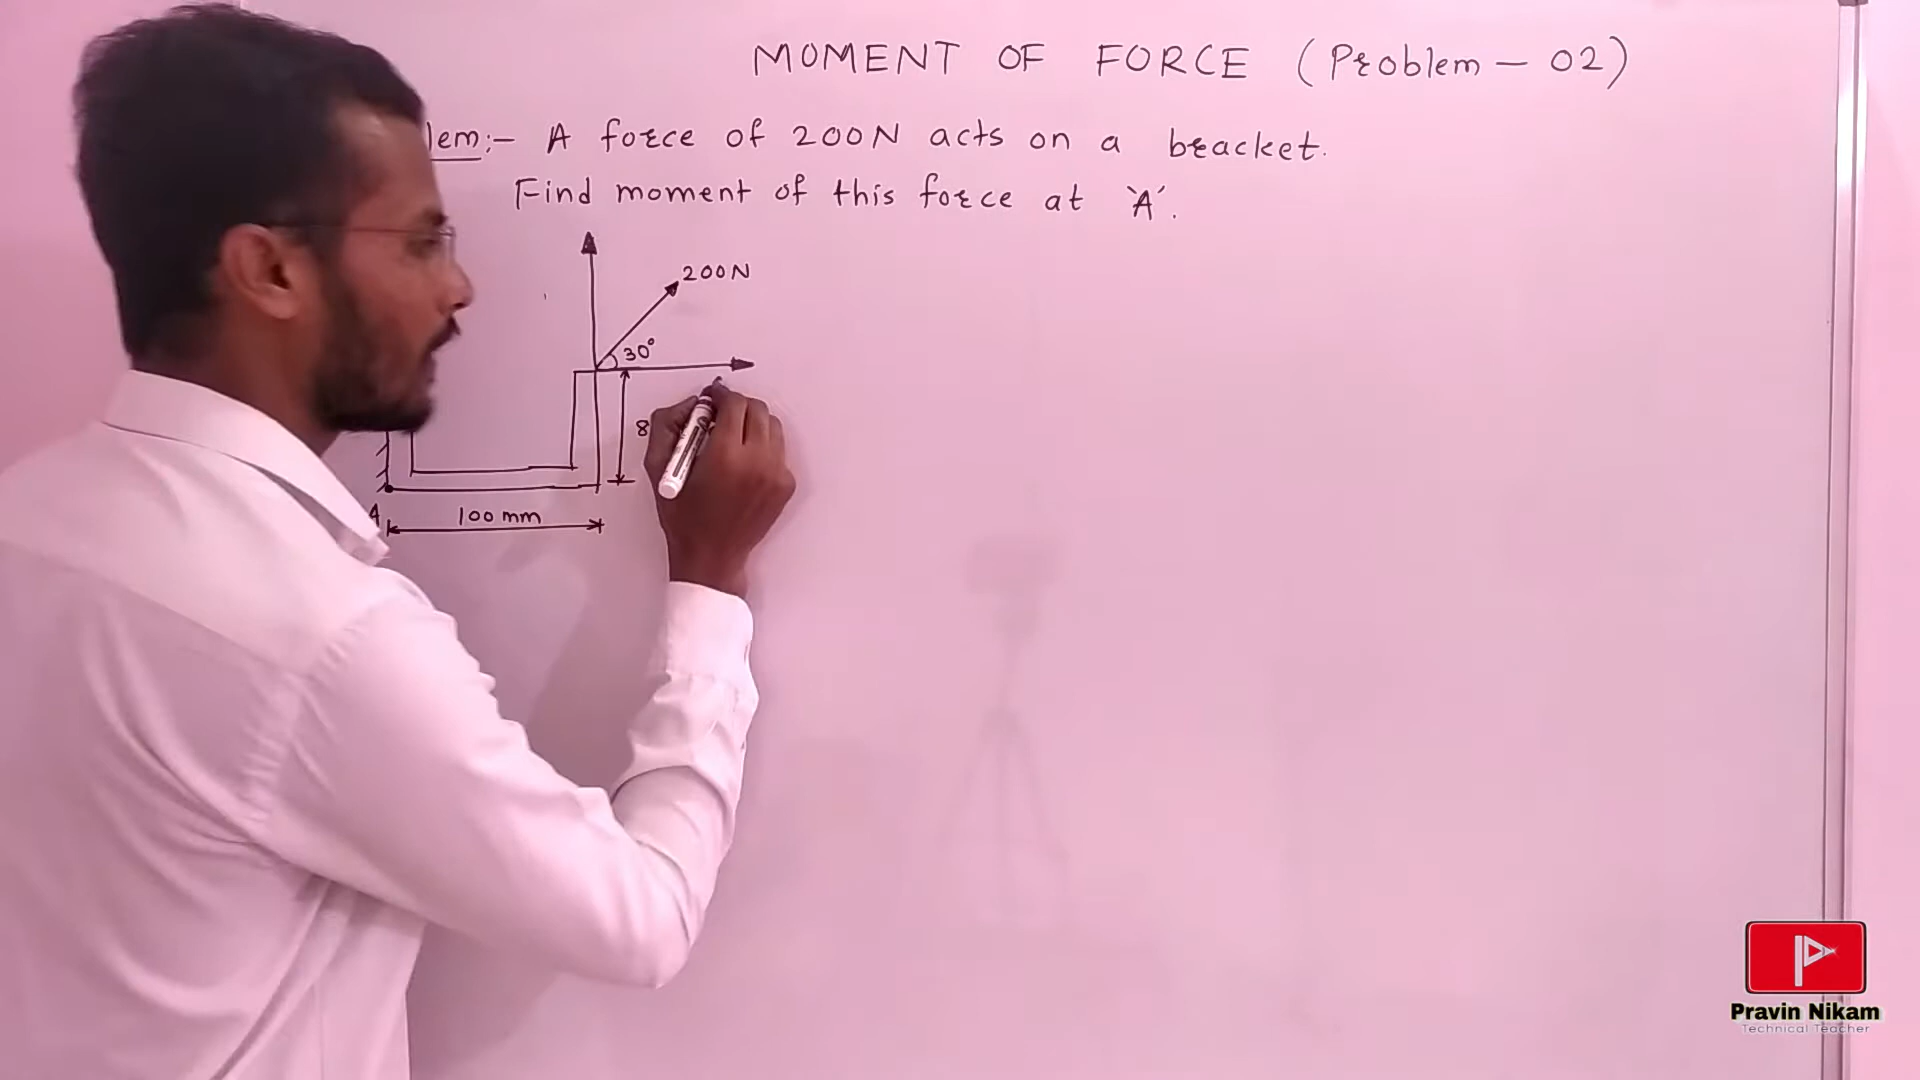 MOMENT OF FORCE (Problem - 02)
lem:- A force of 200N acts on a bracket.
Find moment of this force at 'A'.
200N
30°
8
100 mm
A
Pravin Nikam
Technical Teacher